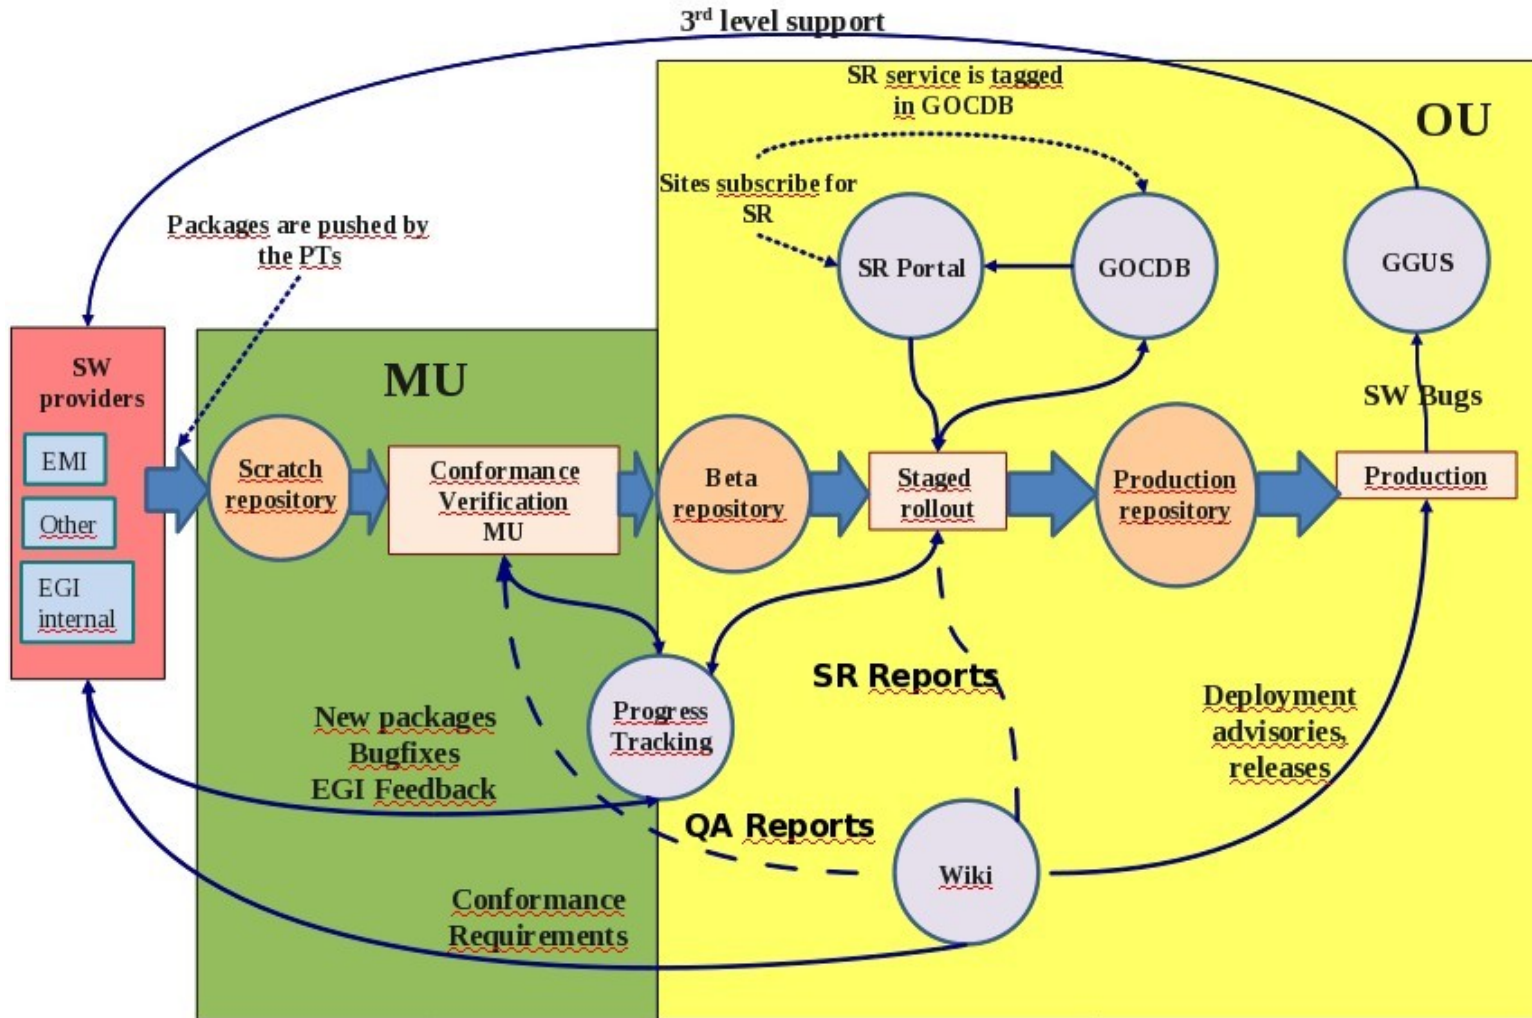 3rd level support
SR service is tagged
in GOCDB
OU
Sites subscribe for
SR
Packages are pushed by
the PTs
SR Portal
GOCDB
GGUS
SW
providers
MU
SW Bugs
EMI
Other
EGI
internal
Scratch
repository
Conformance
Verification
MU
Beta
repository
Staged
rollout
Production
repository
Production
SR Reports
Progress
Tracking
New packages
Bugfixes
EGI Feedback
Deployment
advisories,
releases
QA Reports
Wiki
Conformance
Requirements